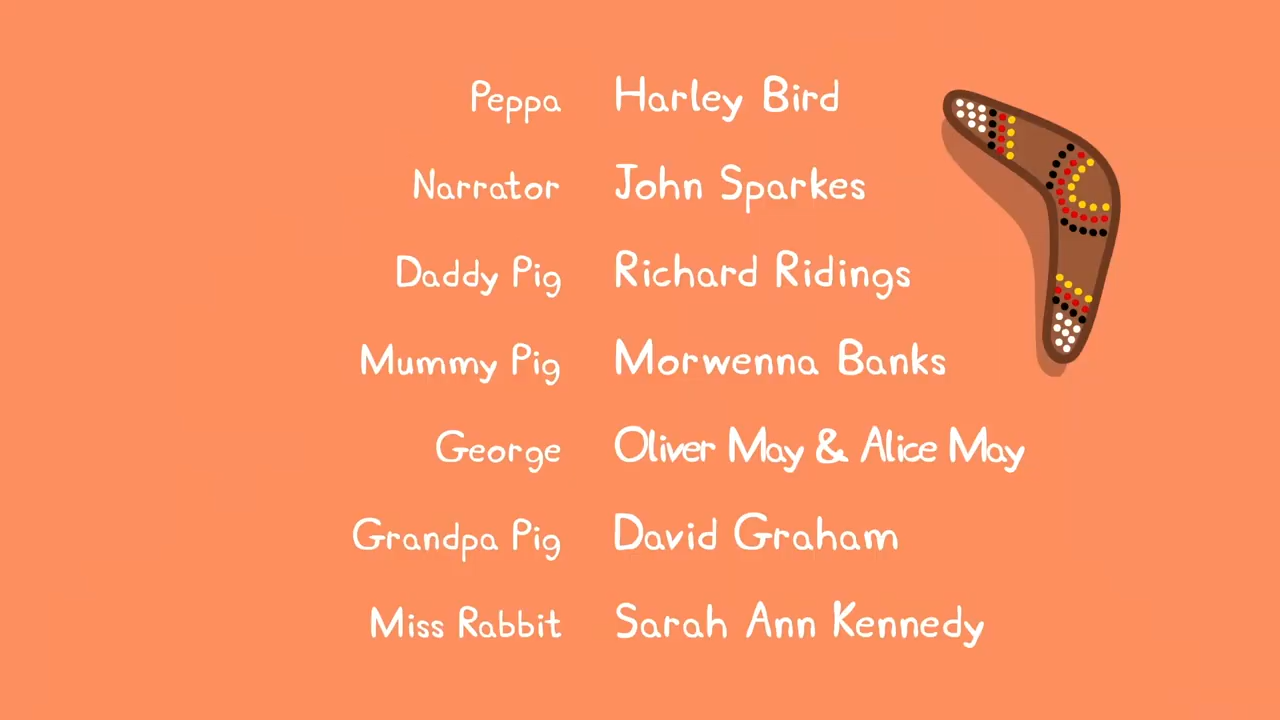 Peppa Harley Bird
Narrator John Sparkes
Daddy Pig Richard Ridings
Mummy Pig Morwenna Banks
George Oliver May & Alice May
Grandpa Pig David Graham
Miss Rabbit Sarah Ann Kennedy